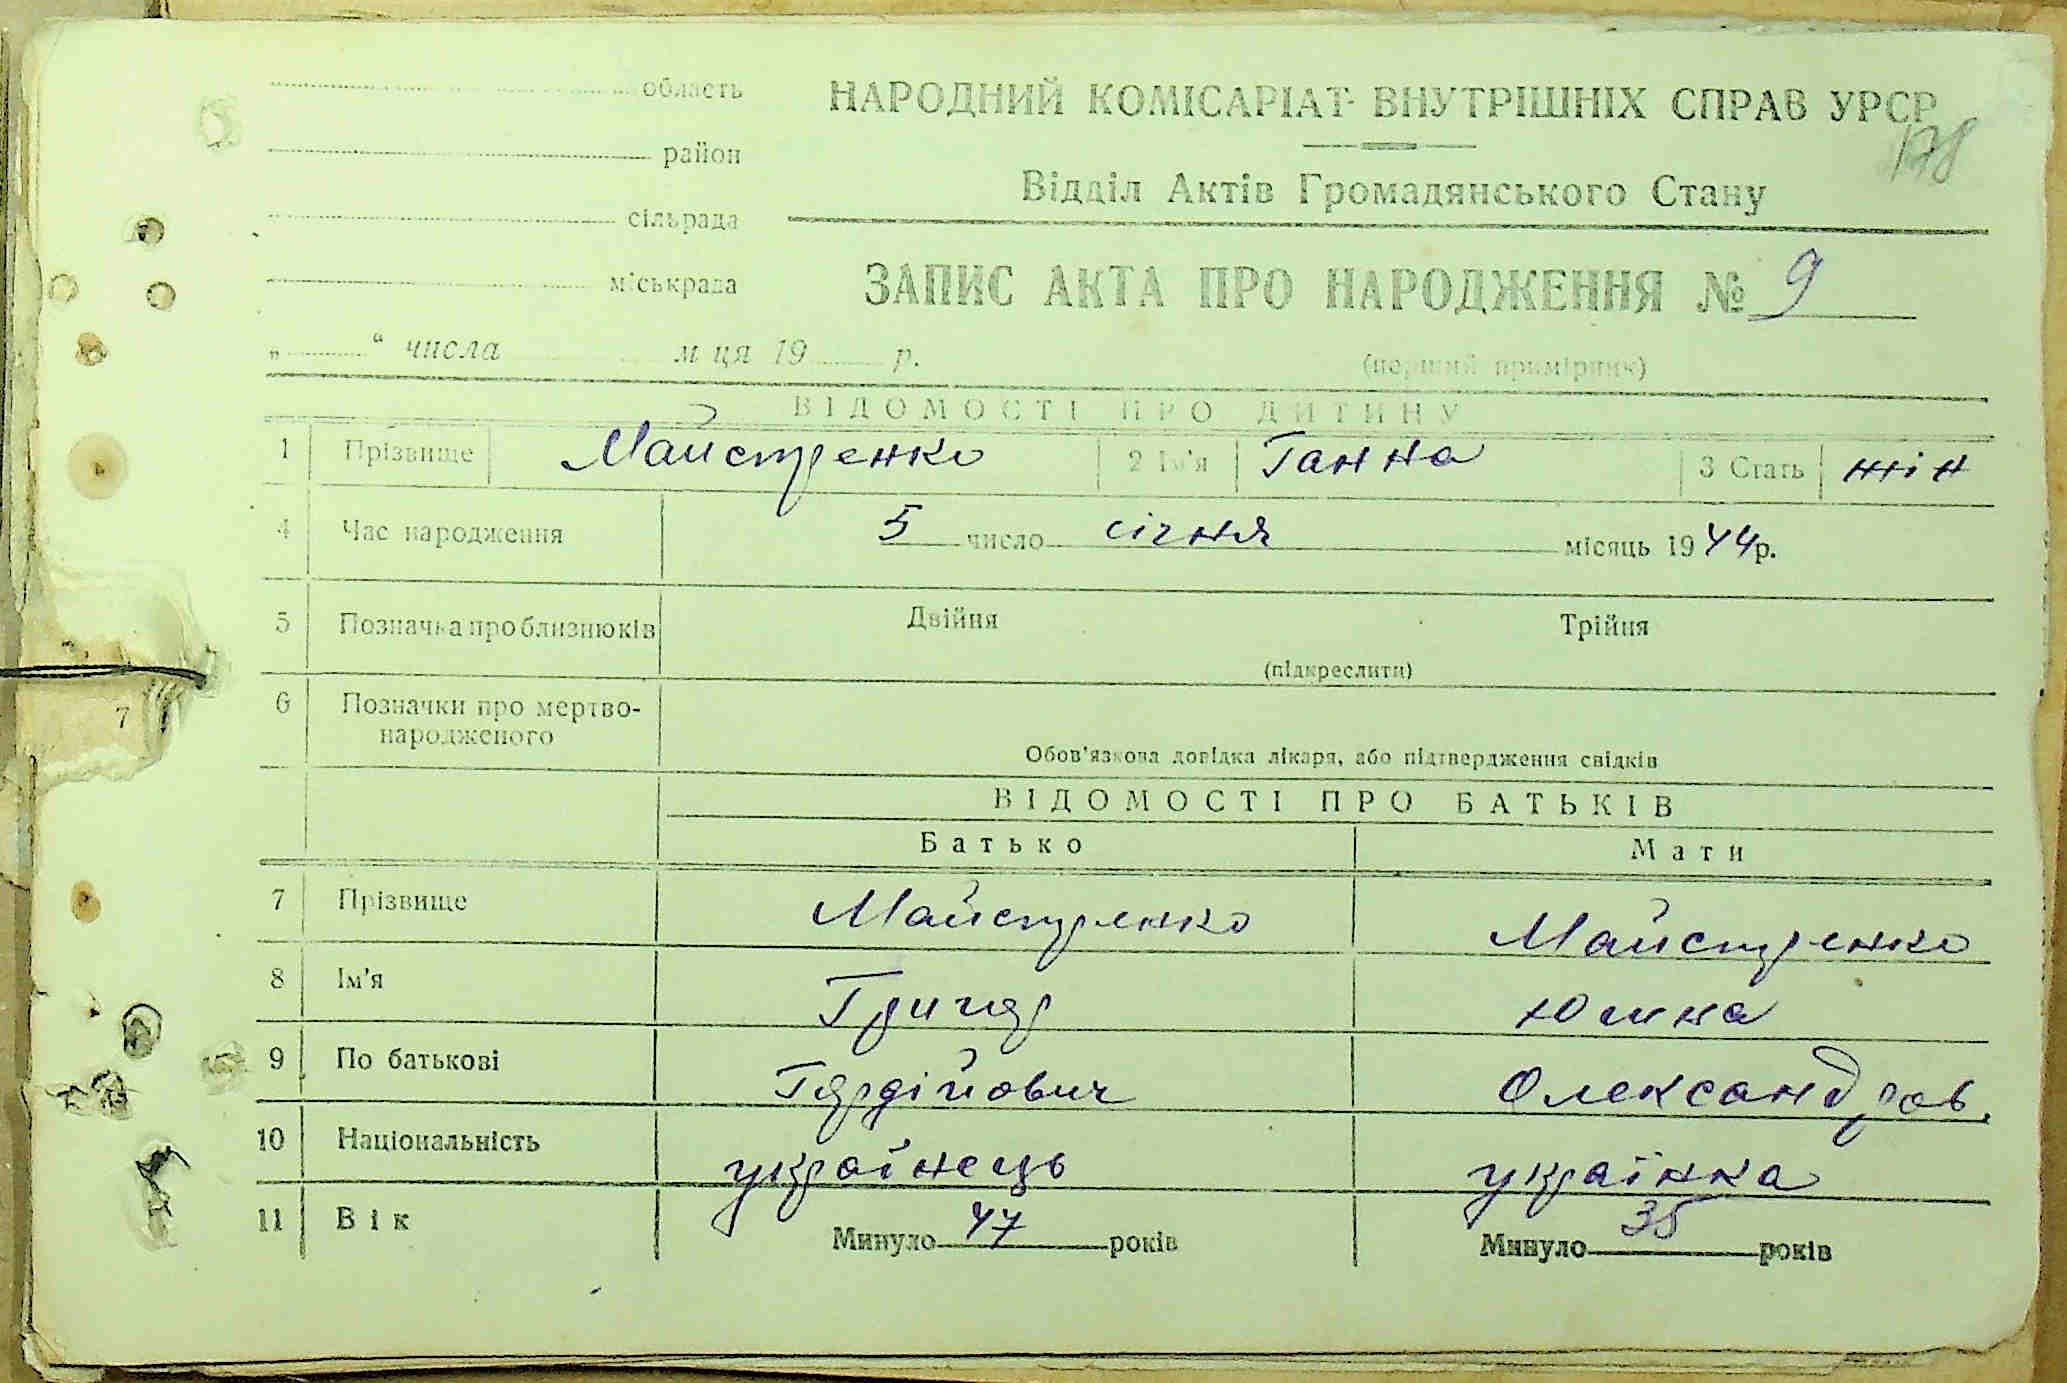 область
НАРОДНИЙ КОМІСАРІАТ ВНУТРІШНІХ СПРАВ УРСР
178
район
Відділ Актів Громадянського Стану
сільрада
міськрада
ЗАПИС АКТА ПРО НАРОДЖЕННЯ № 9
„ “ числа м ця 19 р.
(перший примірник)
ВІДОМОСТІ ПРО ДИТИНУ
1 Прізвище Майстренко 2 Ім'я Ганна 3 Стать жін
4 Час народження 5 число січня місяць 1944 р.
5 Позначка про близнюків Двійня Трійня
(підкреслити)
6 Позначки про мертво-
народженого
Обов'язкова довідка лікаря, або підтвердження свідків
7
ВІДОМОСТІ ПРО БАТЬКІВ
Батько Мати
7 Прізвище Майстренко Майстренко
8 Ім'я Григор
9 По батькові Гордійович Олександров.
10 Національність українець українка
11 Вік Минуло 47 років Минуло 35 років